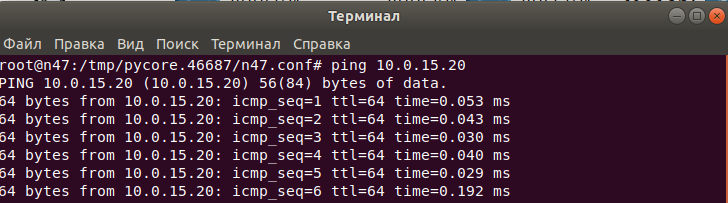 Терминал
Файл Правка Вид Поиск Терминал Справка
root@n47:/tmp/pycore.46687/n47.conf# ping 10.0.15.20
PING 10.0.15.20 (10.0.15.20) 56(84) bytes of data.
64 bytes from 10.0.15.20: icmp_seq=1 ttl=64 time=0.053 ms
64 bytes from 10.0.15.20: icmp_seq=2 ttl=64 time=0.043 ms
64 bytes from 10.0.15.20: icmp_seq=3 ttl=64 time=0.030 ms
64 bytes from 10.0.15.20: icmp_seq=4 ttl=64 time=0.040 ms
64 bytes from 10.0.15.20: icmp_seq=5 ttl=64 time=0.029 ms
64 bytes from 10.0.15.20: icmp_seq=6 ttl=64 time=0.192 ms